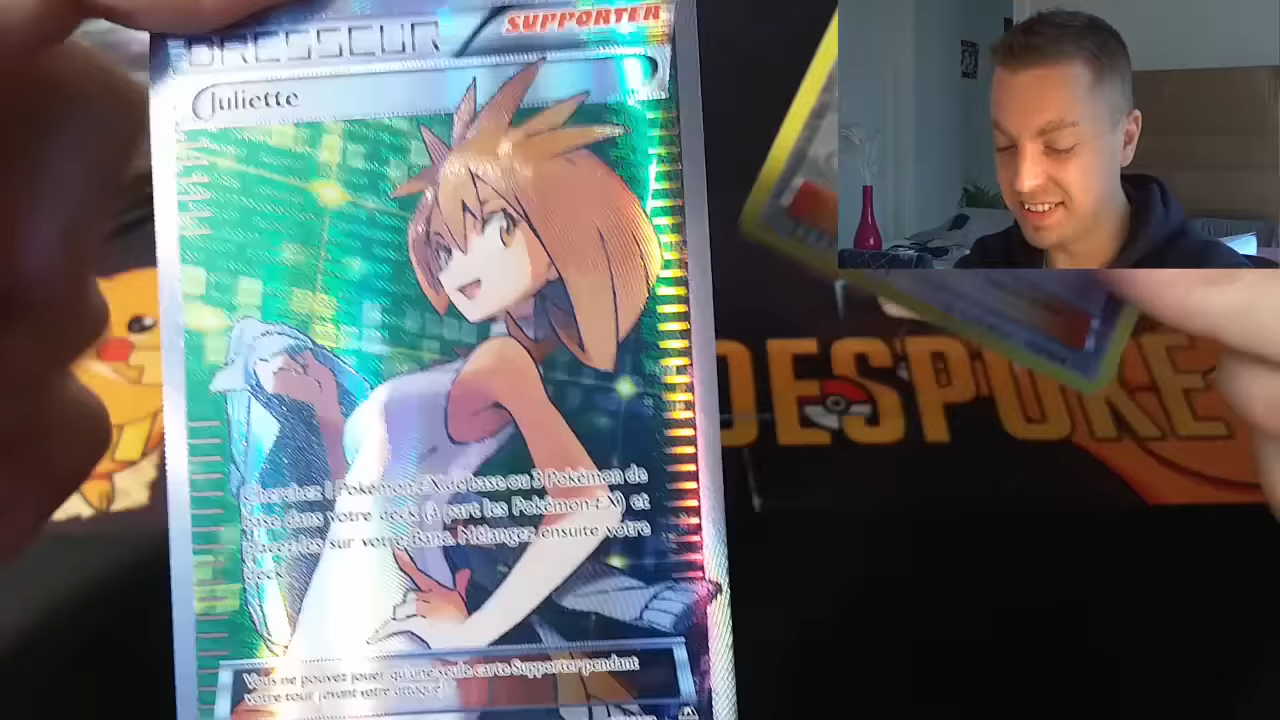 DRESSEUR
SUPPORTER
Juliette
Cherchez 1 Pokémon-EX de base ou 3 Pokémon de
base dans votre deck (à part les Pokémon-EX) et
placez-les sur votre Banc. Mélangez ensuite votre
deck.
Vous ne pouvez jouer qu'une seule carte Supporter pendant
votre tour (avant votre attaque).
DESPOKE